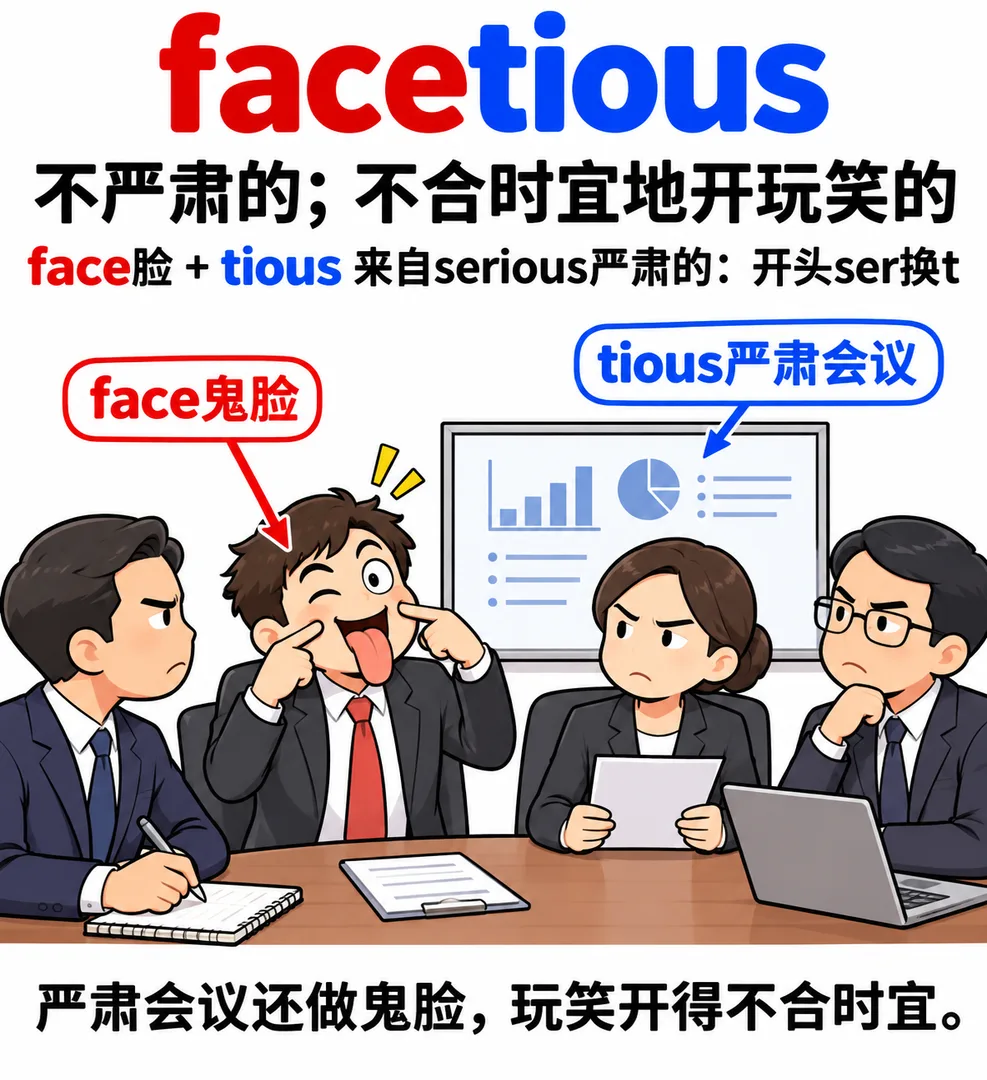 facetious
不严肃的；不合时宜地开玩笑的
face脸 + tious 来自serious严肃的：开头ser换t
tious严肃会议
face鬼脸
严肃会议还做鬼脸，玩笑开得不合时宜。